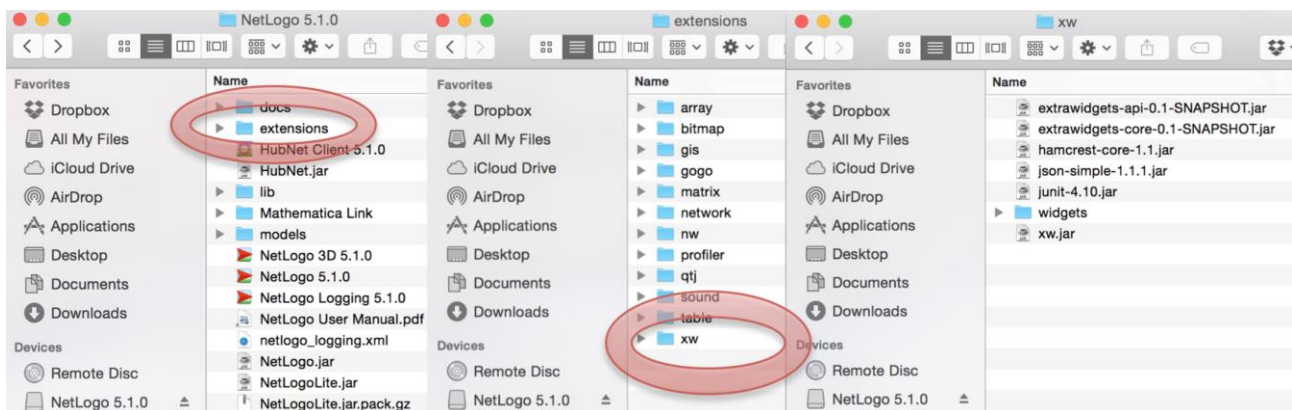 NetLogo 5.1.0
Favorites
Dropbox
All My Files
iCloud Drive
AirDrop
Applications
Desktop
Documents
Downloads
Devices
Remote Disc
NetLogo 5.1.0
Name
docs
extensions
HubNet Client 5.1.0
HubNet.jar
lib
Mathematica Link
models
NetLogo 3D 5.1.0
NetLogo 5.1.0
NetLogo Logging 5.1.0
NetLogo User Manual.pdf
netlogo_logging.xml
NetLogo.jar
NetLogoLite.jar
NetLogoLite.jar.pack.gz
extensions
Favorites
Dropbox
All My Files
iCloud Drive
AirDrop
Applications
Desktop
Documents
Downloads
Devices
Remote Disc
NetLogo 5.1.0
Name
array
bitmap
gis
gogo
matrix
network
nw
profiler
qtj
sound
table
xw
xw
Favorites
Dropbox
All My Files
iCloud Drive
AirDrop
Applications
Desktop
Documents
Downloads
Devices
Remote Disc
NetLogo 5.1.0
Name
extrawidgets-api-0.1-SNAPSHOT.jar
extrawidgets-core-0.1-SNAPSHOT.jar
hamcrest-core-1.1.jar
json-simple-1.1.1.jar
junit-4.10.jar
widgets
xw.jar